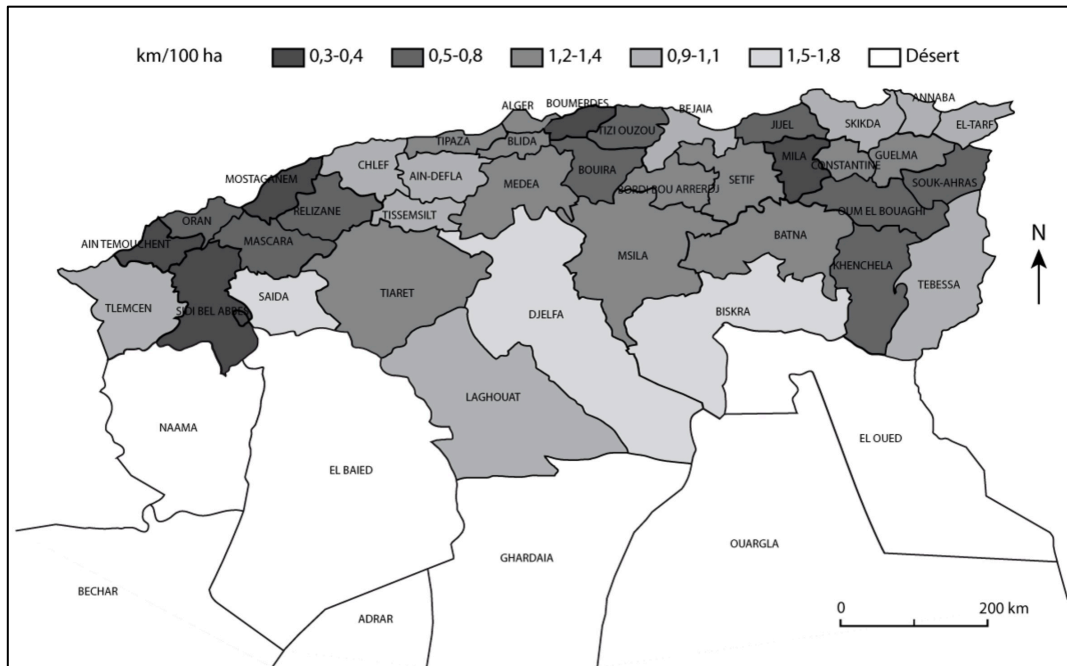 km/100 ha 0,3-0,4 0,5-0,8 1,2-1,4 0,9-1,1 1,5-1,8 Désert
ALGER
BOUMERDES
BEJAIA
ANNABA
TIPAZA
BLIDA
TIZI OUZOU
JIJEL
SKIKDA
EL-TARF
MOSTAGANEM
CHLEF
AIN-DEFLA
MEDEA
BOUIRA
BORDJ BOU ARRERDJ
SETIF
MILA
CONSTANTINE
GUELMA
SOUK-AHRAS
ORAN
RELIZANE
TISSEMSILT
OUM EL BOUAGHI
AIN TEMOUCHENT
MASCARA
MSILA
BATNA
KHENCHELA
TEBESSA
N
TLEMCEN
SIDI BEL ABBES
SAIDA
TIARET
DJELFA
BISKRA
LAGHOUAT
NAAMA
EL BAIED
EL OUED
GHARDAIA
OUARGLA
BECHAR
ADRAR
0 200 km